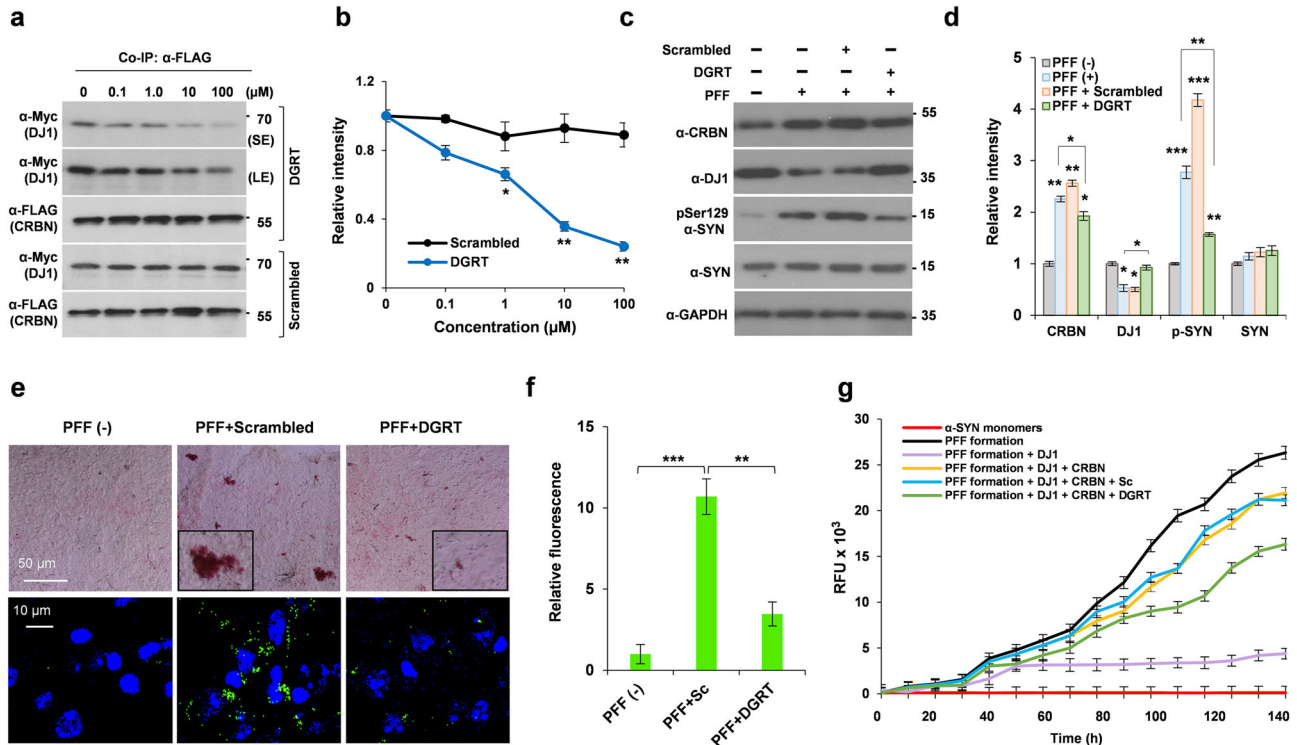 a
Co-IP: α-FLAG
0 0.1 1.0 10 100 (μM)
α-Myc
(DJ1)
70
(SE)
α-Myc
(DJ1)
(LE)
α-FLAG
(CRBN)
55
DGRT
α-Myc
(DJ1)
70
α-FLAG
(CRBN)
55
Scrambled
b
Relative intensity
1.2
0.8
0.4
0
Scrambled
DGRT
*
**
**
0 0.1 1 10 100
Concentration (μM)
c
Scrambled − − + −
DGRT − − − +
PFF − + + +
α-CRBN
55
α-DJ1
35
pSer129
α-SYN
15
α-SYN
15
α-GAPDH
35
d
Relative intensity
5
4
3
2
1
0
PFF (-)
PFF (+)
PFF + Scrambled
PFF + DGRT
**
***
***
*
** ** *
*
* *
**
CRBN DJ1 p-SYN SYN
e
PFF (-) PFF+Scrambled PFF+DGRT
50 μm
10 μm
f
Relative fluorescence
15
10
5
0
*** **
PFF (-) PFF+Sc PFF+DGRT
g
RFU x 10³
30
25
20
15
10
5
0
α-SYN monomers
PFF formation
PFF formation + DJ1
PFF formation + DJ1 + CRBN
PFF formation + DJ1 + CRBN + Sc
PFF formation + DJ1 + CRBN + DGRT
0 20 40 60 80 100 120 140
Time (h)